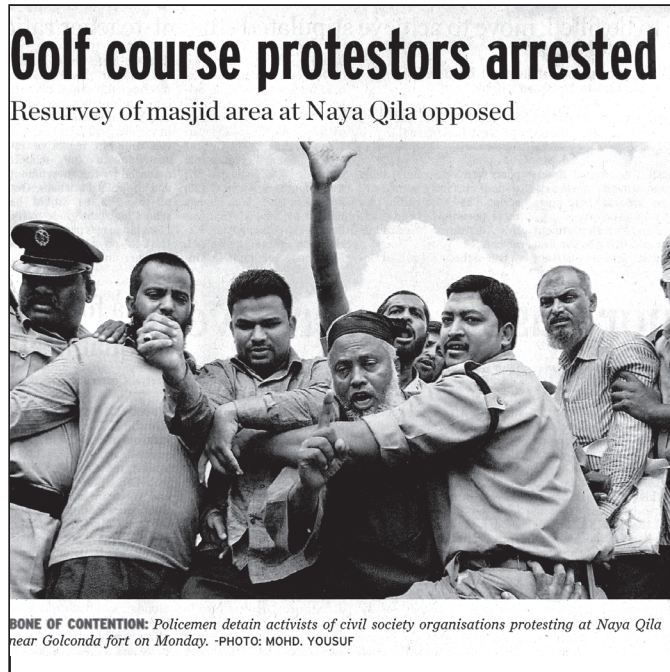 Golf course protestors arrested
Resurvey of masjid area at Naya Qila opposed
BONE OF CONTENTION: Policemen detain activists of civil society organisations protesting at Naya Qila
near Golconda fort on Monday. -PHOTO: MOHD. YOUSUF